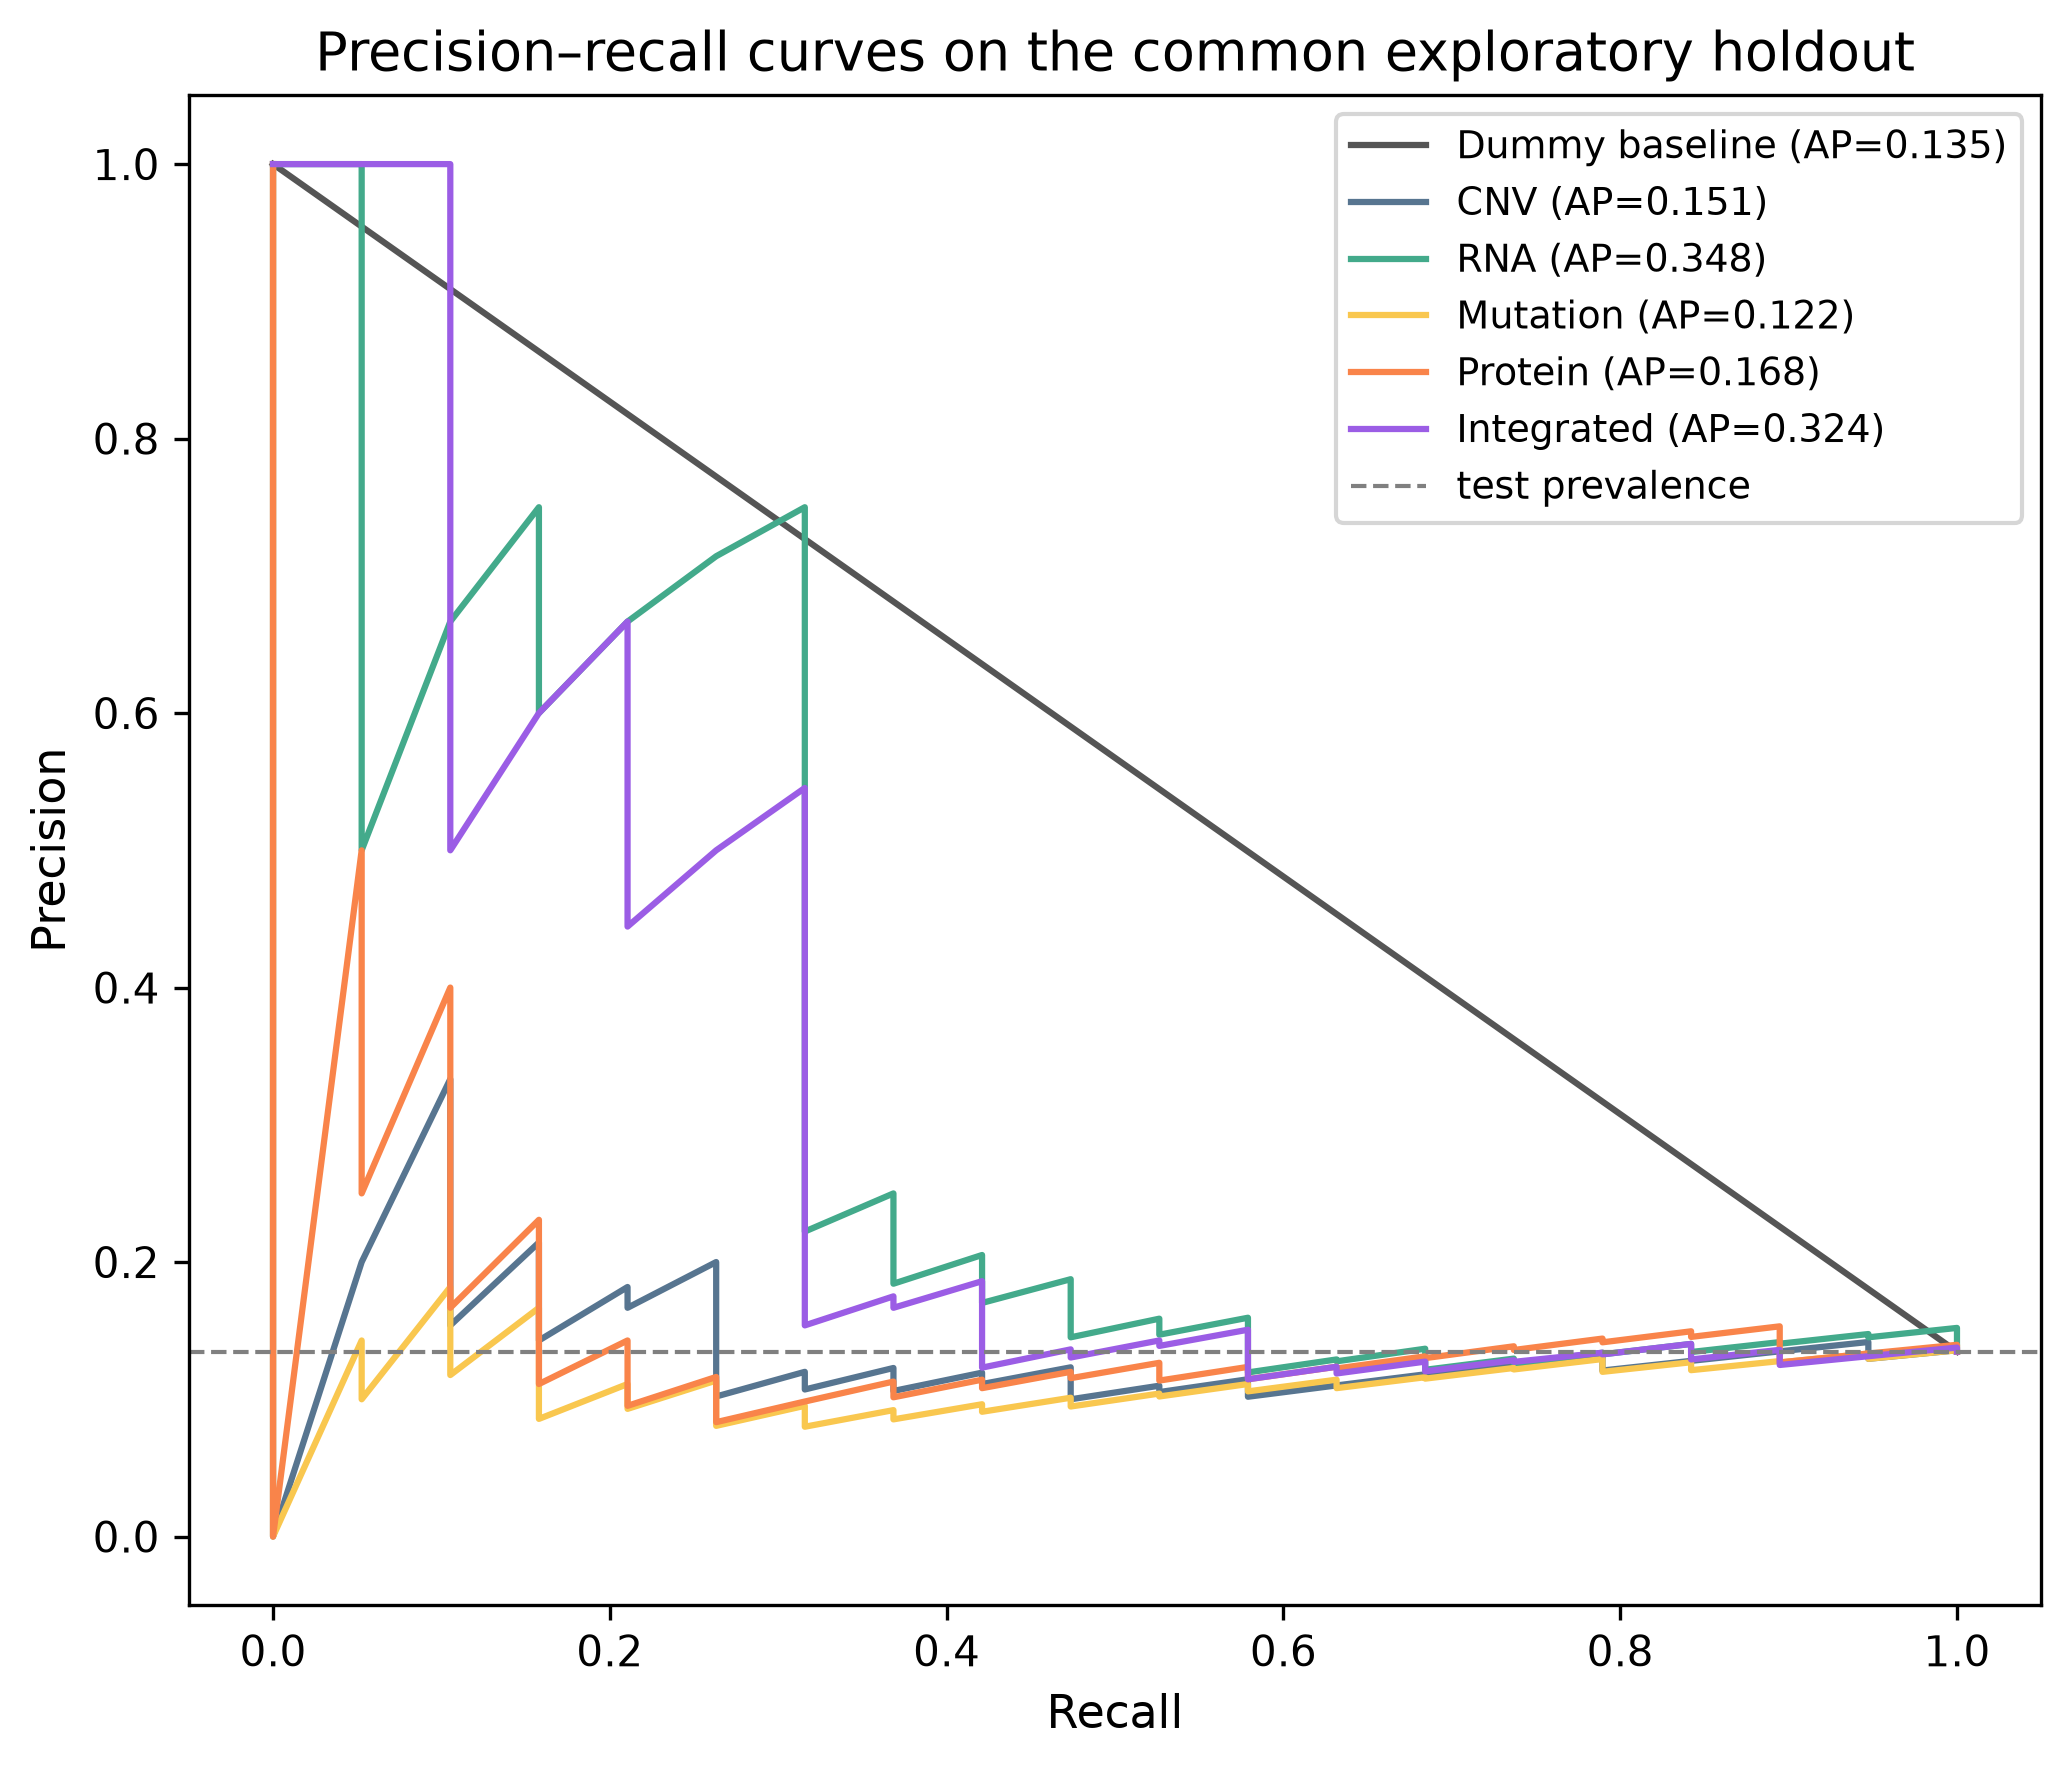 Precision–recall curves on the common exploratory holdout
Dummy baseline (AP=0.135)
CNV (AP=0.151)
RNA (AP=0.348)
Mutation (AP=0.122)
Protein (AP=0.168)
Integrated (AP=0.324)
test prevalence
Precision
1.0
0.8
0.6
0.4
0.2
0.0
0.0 0.2 0.4 0.6 0.8 1.0
Recall